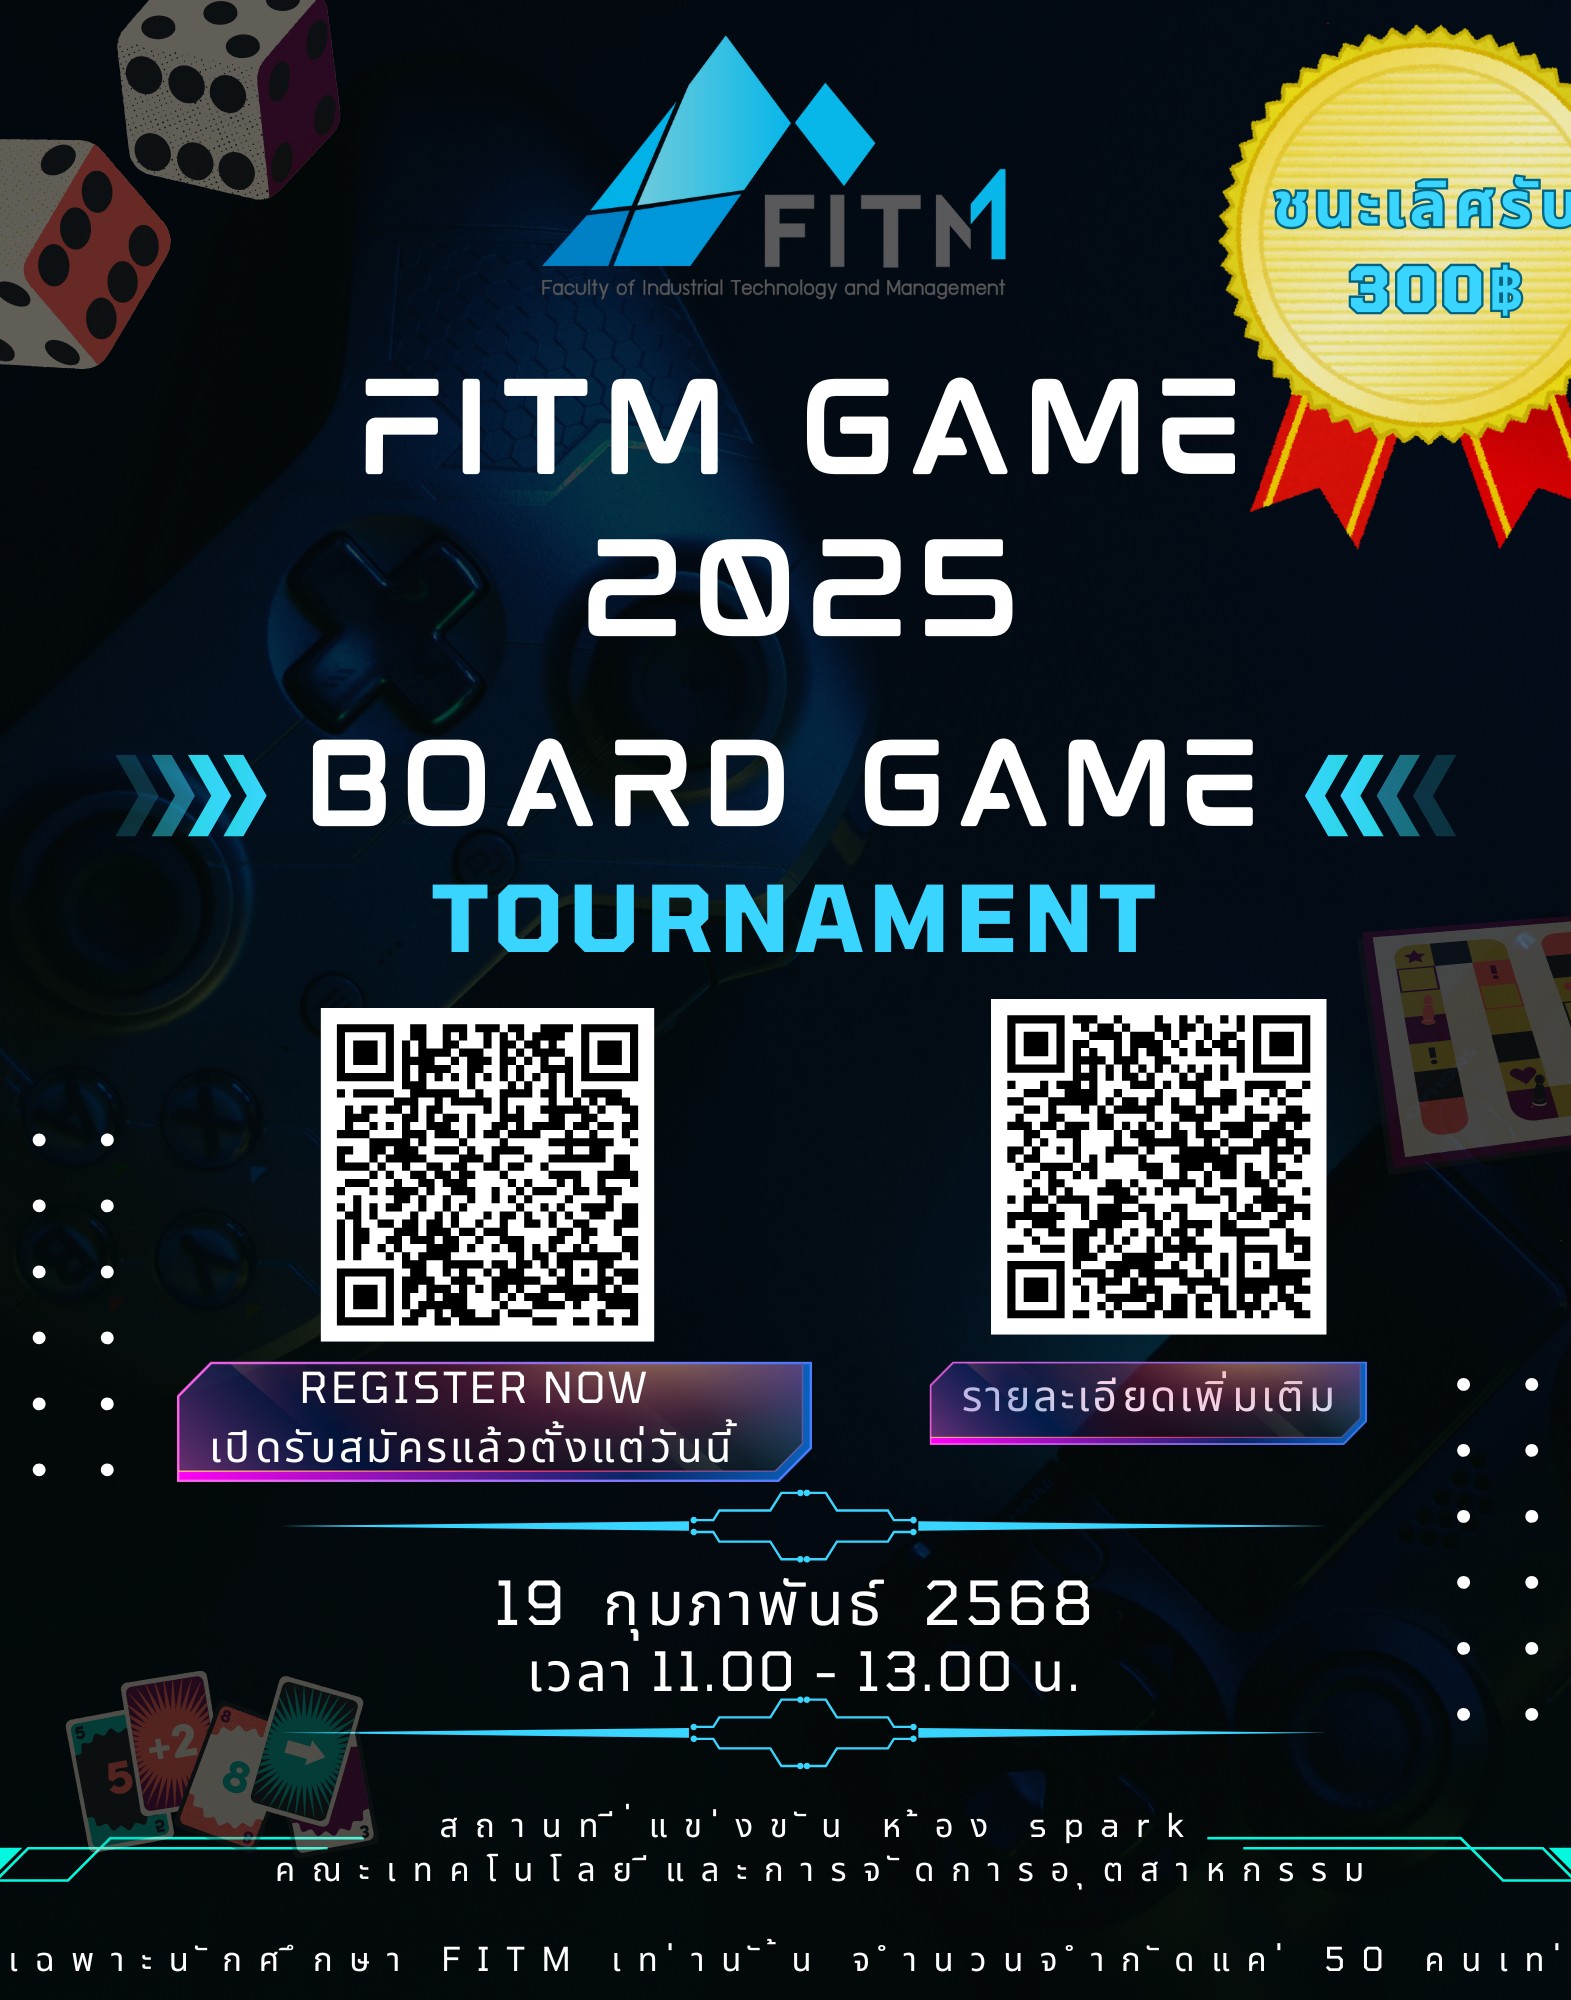 FITM
Faculty of Industrial Technology and Management
ชนะเลิศรับ
300฿
FITM GAME
2025
BOARD GAME
TOURNAMENT
REGISTER NOW
เปิดรับสมัครแล้วตั้งแต่วันนี้
รายละเอียดเพิ่มเติม
19 กุมภาพันธ์ 2568
เวลา 11.00 - 13.00 น.
5 +2 8
สถานที่แข่งขัน ห้อง spark
คณะเทคโนโลยีและการจัดการอุตสาหกรรม
เฉพาะนักศึกษา FITM เท่านั้น จำนวนจำกัดแค่ 50 คนเท่